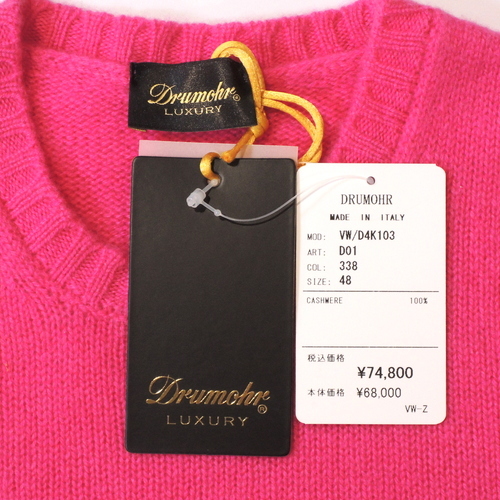 Drumohr®
LUXURY
Drumohr®
LUXURY
DRUMOHR
MADE IN ITALY
MOD: VW/D4K103
ART: D01
COL: 338
SIZE: 48
CASHMERE 100%
税込価格
¥74,800
本体価格 ¥68,000
VW-Z